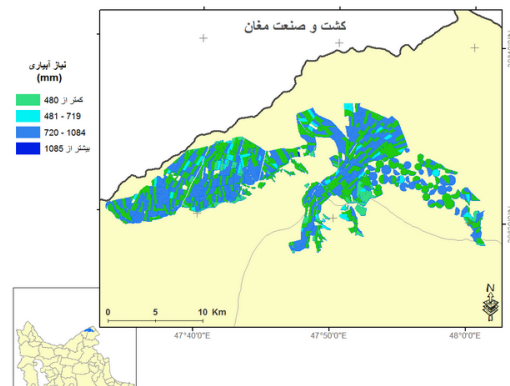 کشت و صنعت مغان
نیاز آبیاری
(mm)
کمتر از 480
481 - 719
720 - 1084
بیشتر از 1085
N
0 5 10 Km
47°40'0"E 47°50'0"E 48°0'0"E